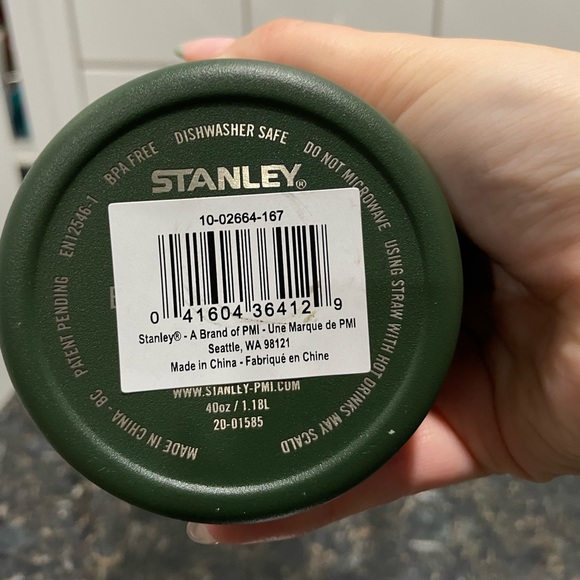 MADE IN CHINA - BC PATENT PENDING EN12546-1 BPA FREE DISHWASHER SAFE DO NOT MICROWAVE USING STRAW WITH HOT DRINKS MAY SCALD
STANLEY®
10-02664-167
0 41604 36412 9
Stanley® - A Brand of PMI - Une Marque de PMI
Seattle, WA 98121
Made in China - Fabriqué en Chine
WWW.STANLEY-PMI.COM
40oz / 1.18L
20-01585